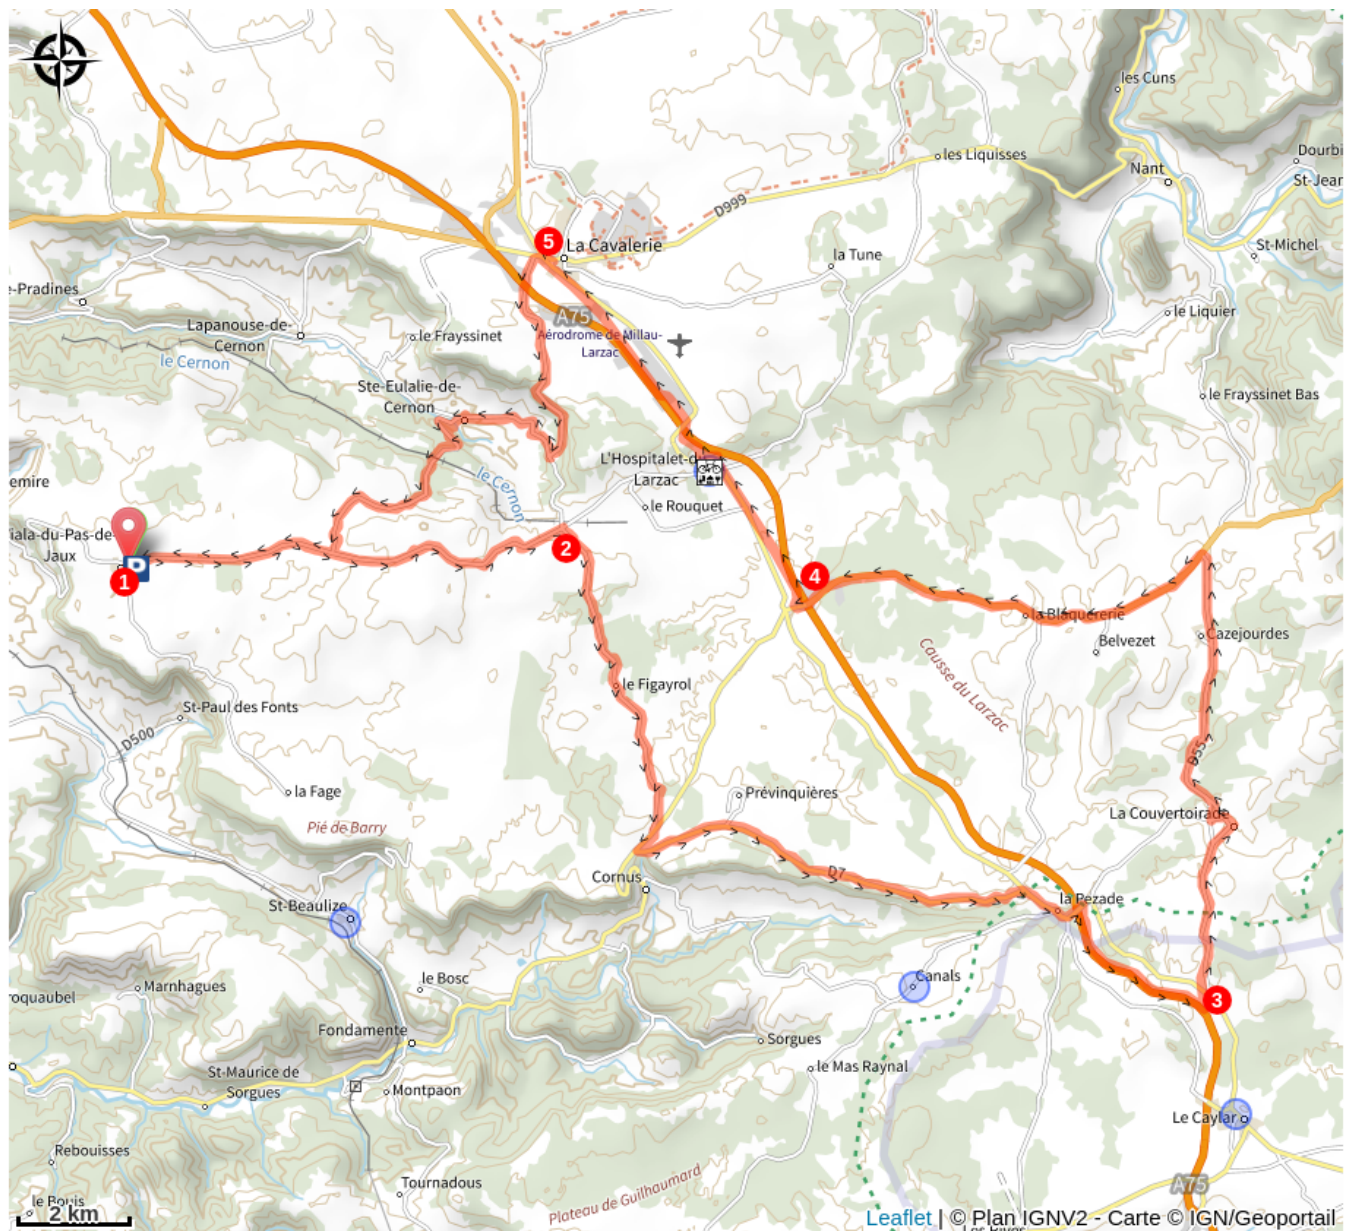 les Cuns
Dourbi
les Liquisses
Nant
St-Jear
D999
5
La Cavalerie
St-Michel
la Tune
e-Pradines
A75
le Liquier
Lapanouse-de-
Cernon
le Frayssinet
Aérodrome de Millau-
Larzac
le Cernon
Ste-Eulalie-de-
Cernon
le Frayssinet Bas
L'Hospitalet-d
Larzac
emire
le Cernon
le Rouquet
iala-du-Pas-de-
Jaux
2
P
1
4
la Blaquererie
Cazejourdes
Belvezet
Causse du Larzac
le Figayrol
St-Paul des Fonts
D500
D55
la Fage
Prévinquières
La Couvertoirade
Pié de Barry
D7
Cornus
la Pezade
St-Beaulize
Canals
le Bosc
Marnhagues
roquaubel
3
Fondamente
Sorgues
St-Maurice de
Sorgues
le Mas Raynal
Montpaon
Le Caylar
Rebouisses
Tournadous
Plateau de Guilhaumard
A75
le Bouis
2 km
Leaflet | © Plan IGNV2 - Carte © IGN/Geoportail